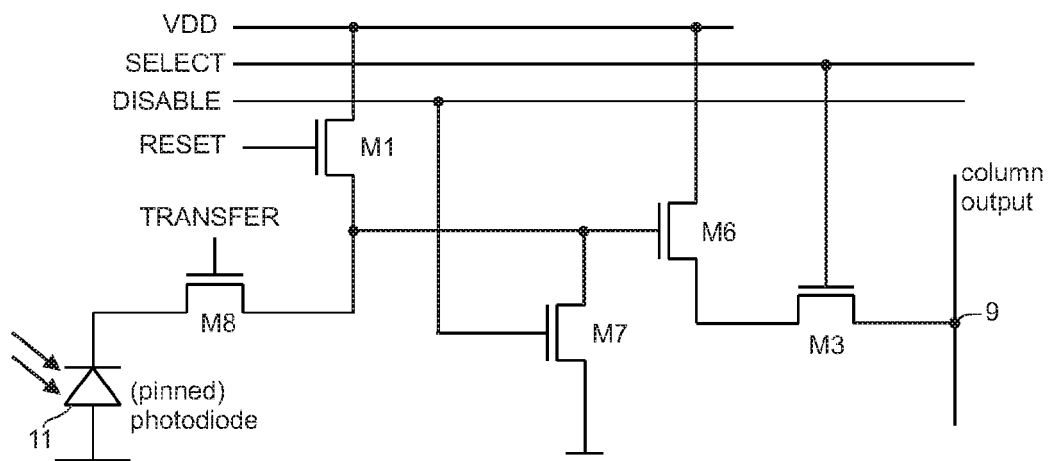 VDD
SELECT
DISABLE
RESET
M1
column
output
TRANSFER
M6
M8
M7
M3
9
(pinned)
photodiode
11